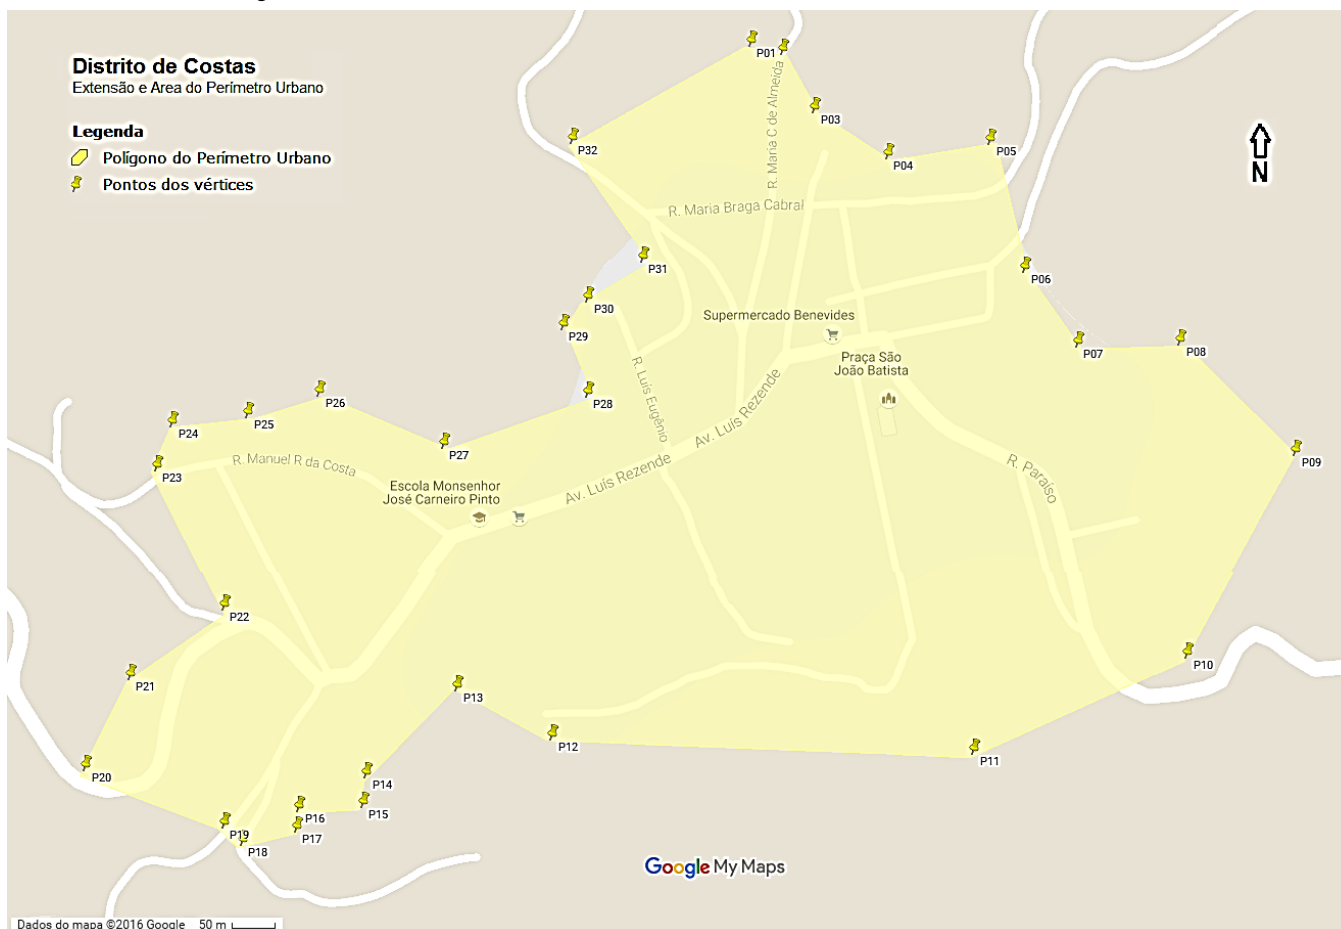 Distrito de Costas
Extensão e Area do Perímetro Urbano
Legenda
Polígono do Perímetro Urbano
Pontos dos vértices
N
P01
R. Maria C de Almeida
P03
P04
P05
P32
R. Maria Braga Cabral
P31
P06
P30
P29
Supermercado Benevides
P07
P08
Praça São
João Batista
R. Luis Eugênio
Av. Luís Rezende
P28
P26
P25
P24
P27
P09
R. Manuel R da Costa
P23
Av. Luís Rezende
R. Paraíso
Escola Monsenhor
José Carneiro Pinto
P22
P10
P21
P13
P12
P11
P20
P14
P15
P16
P17
P19
P18
Google My Maps
Dados do mapa ©2016 Google 50 m